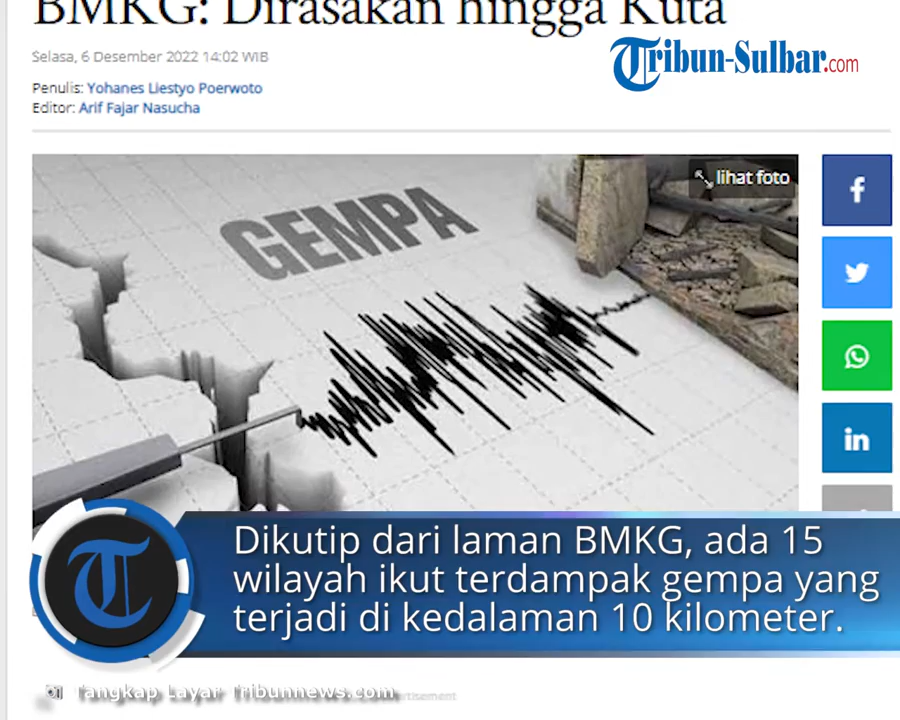 BMKG: Dirasakan hingga Kuta
Selasa, 6 Desember 2022 14:02 WIB
Tribun-Sulbar.com
Penulis: Yohanes Liestyo Poerwoto
Editor: Arif Fajar Nasucha
lihat foto
GEMPA
Dikutip dari laman BMKG, ada 15
wilayah ikut terdampak gempa yang
terjadi di kedalaman 10 kilometer.
T
Tangkap Layar Tribunnews.com